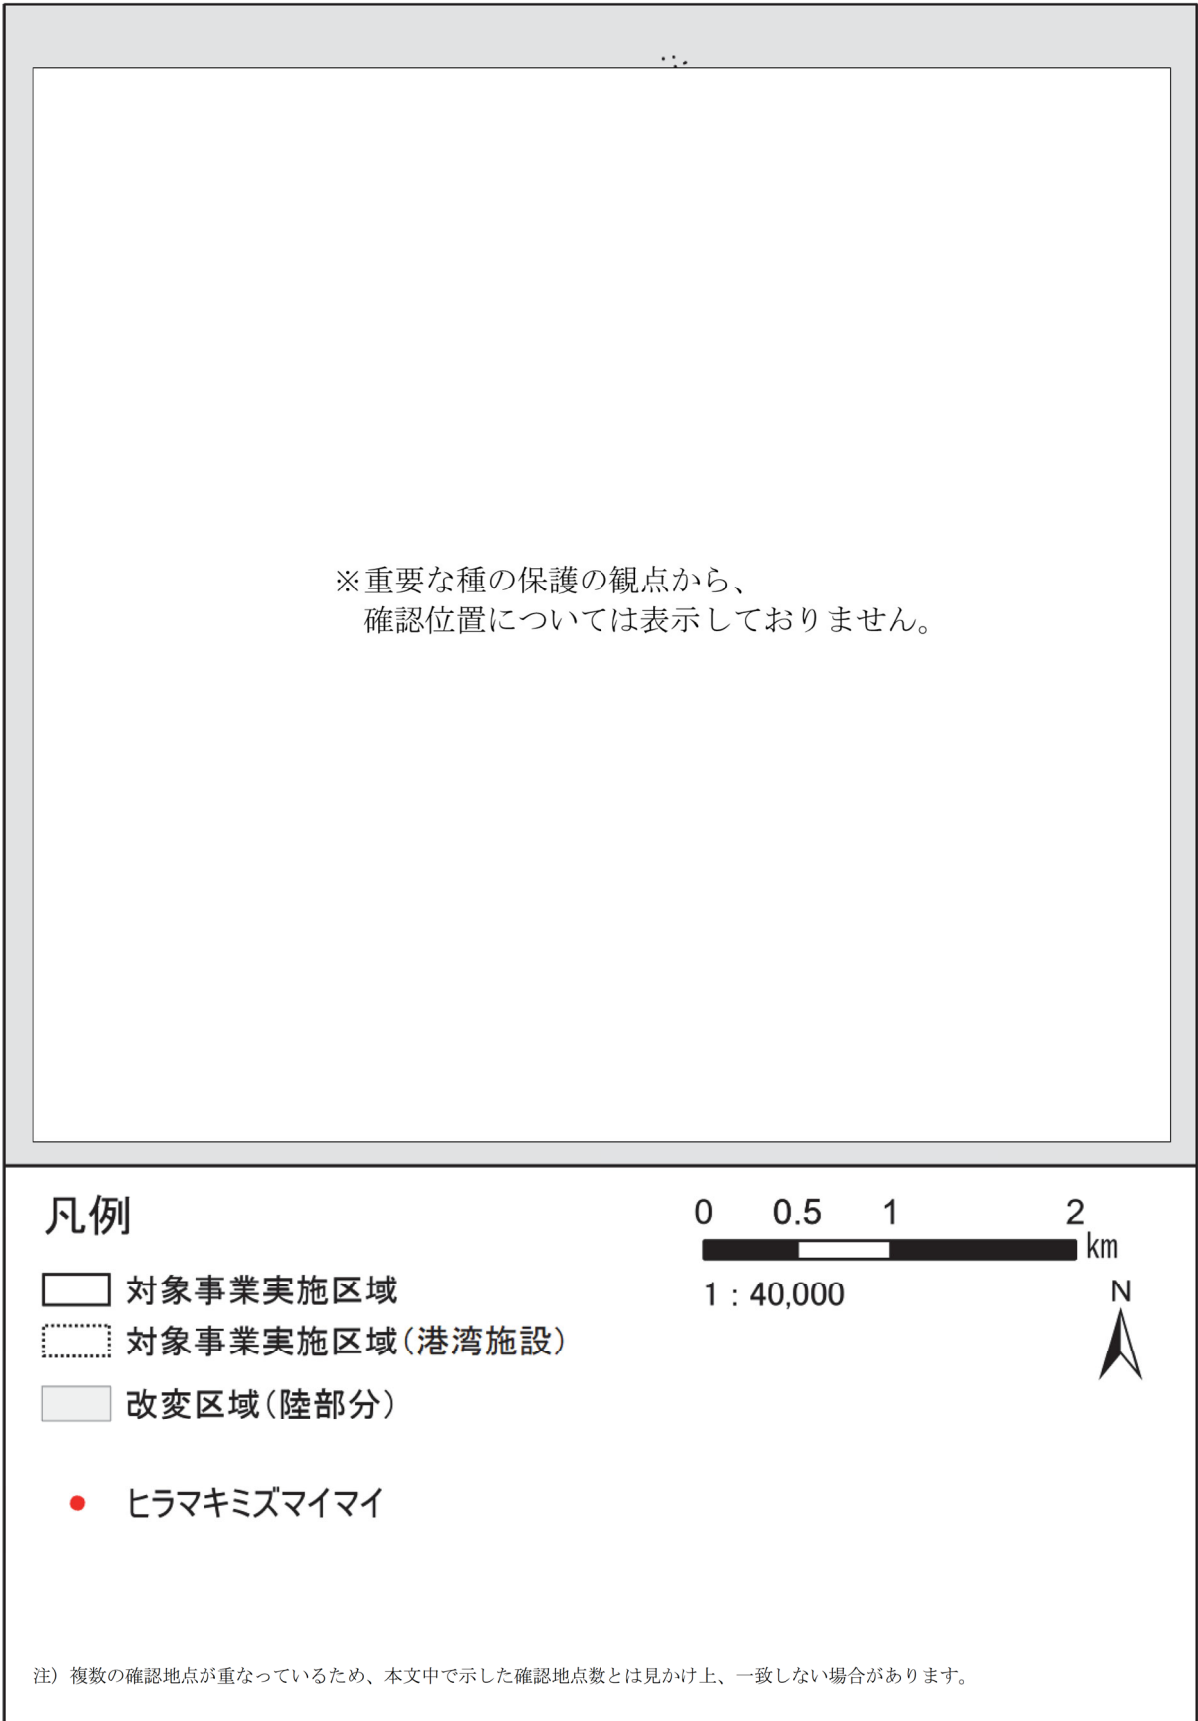 ※重要な種の保護の観点から、
確認位置については表示しておりません。
凡例
0 0.5 1 2
km
対象事業実施区域
1：40,000
N
対象事業実施区域（港湾施設）
改変区域（陸部分）
ヒラマキミズマイマイ
注）複数の確認地点が重なっているため、本文中で示した確認地点数とは見かけ上、一致しない場合があります。